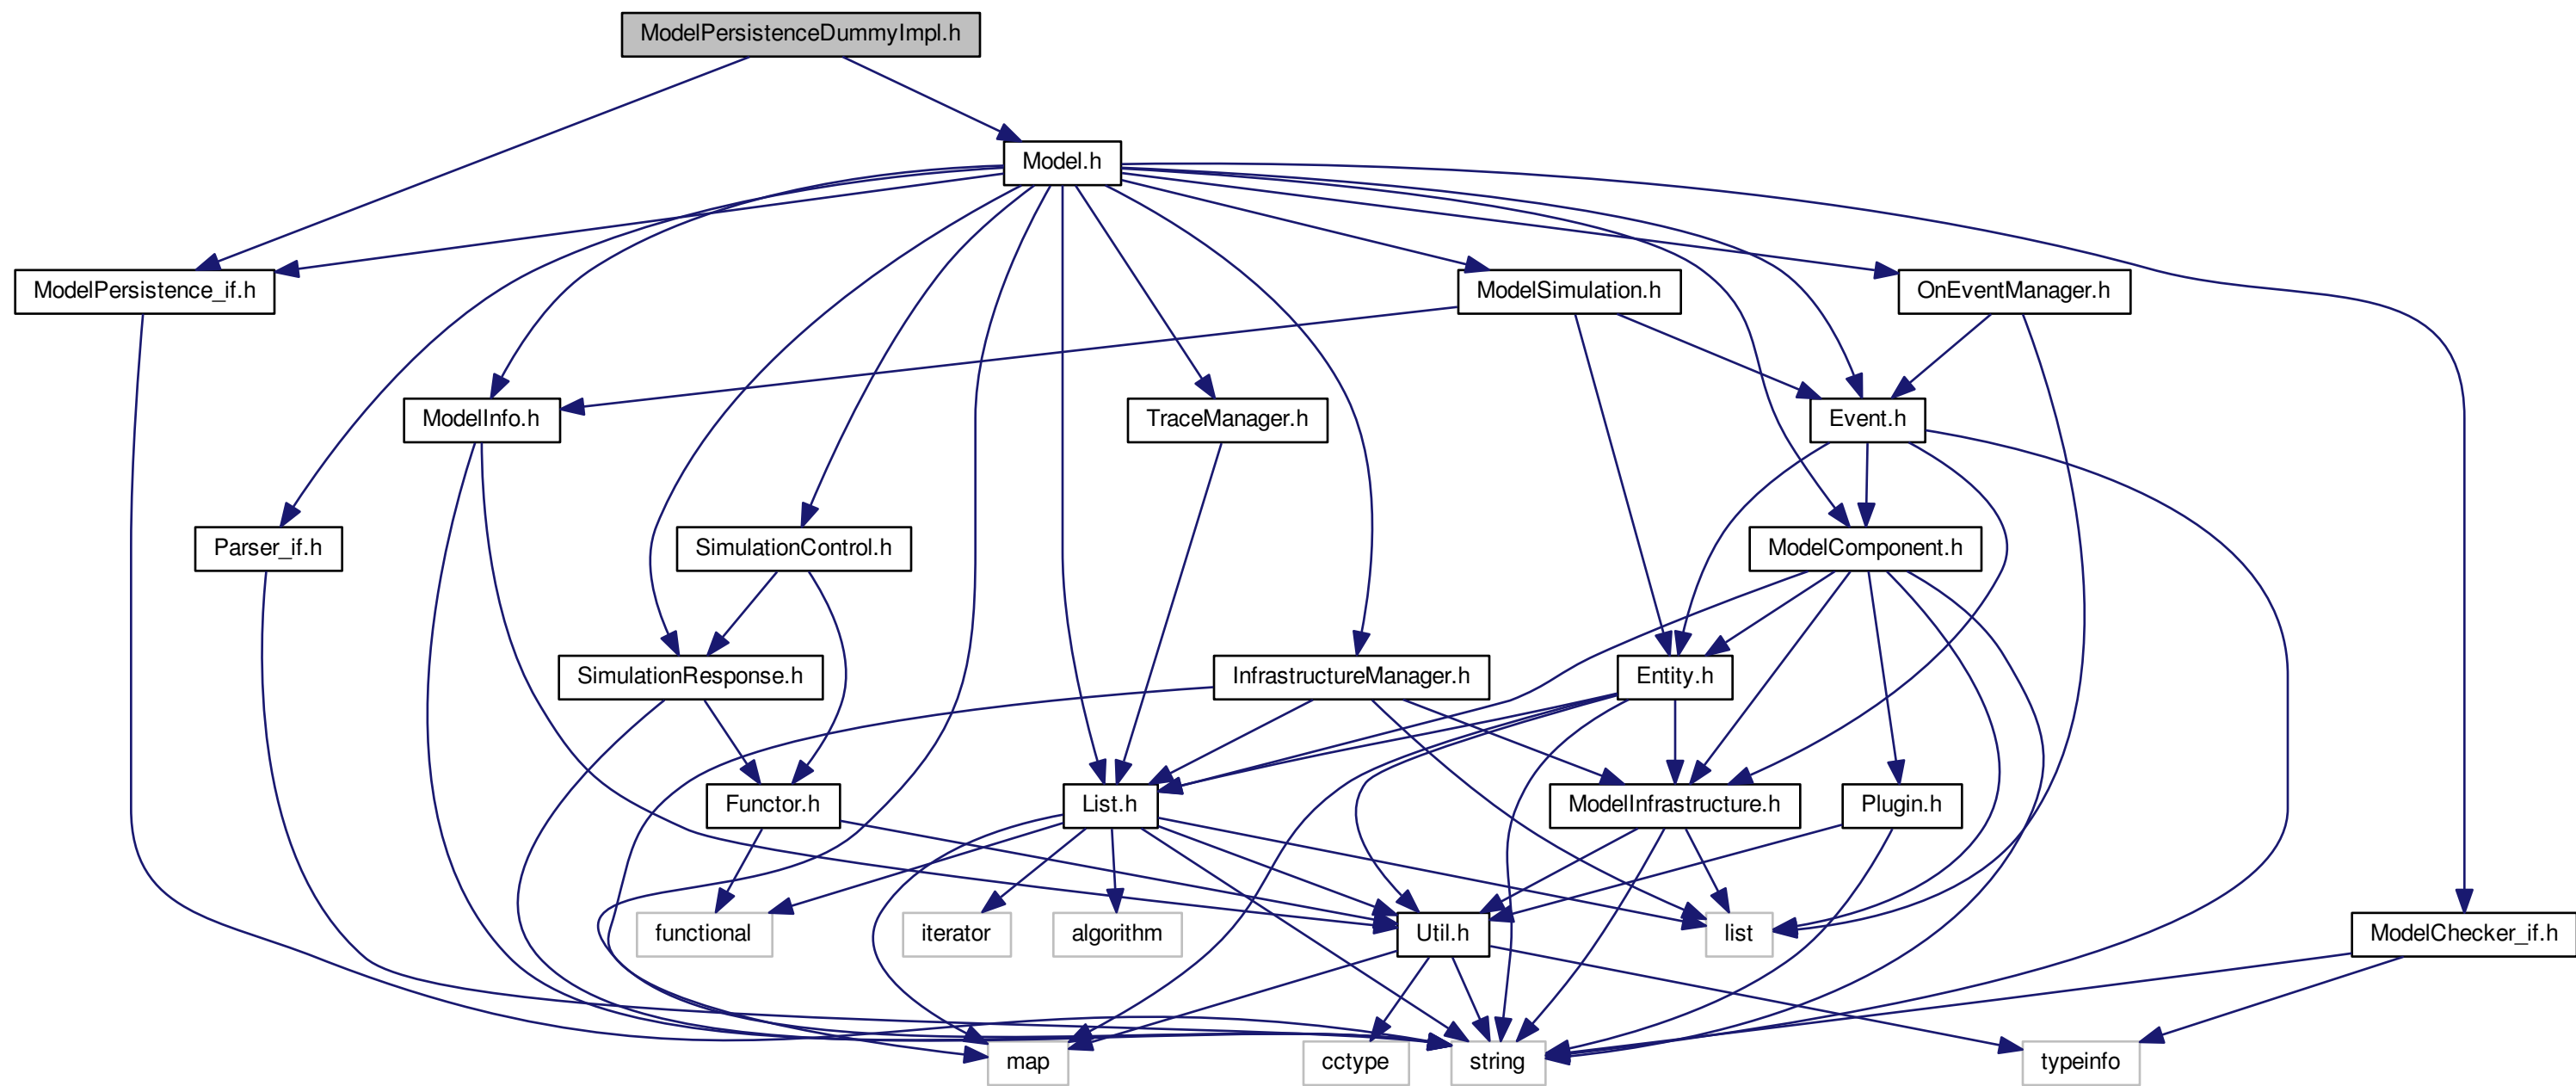 ModelPersistenceDummyImpl.h
Model.h
ModelPersistence_if.h
ModelSimulation.h
OnEventManager.h
ModelInfo.h
TraceManager.h
Event.h
Parser_if.h
SimulationControl.h
ModelComponent.h
SimulationResponse.h
InfrastructureManager.h
Entity.h
Functor.h
List.h
ModelInfrastructure.h
Plugin.h
functional
iterator
algorithm
Util.h
list
ModelChecker_if.h
map
cctype
string
typeinfo